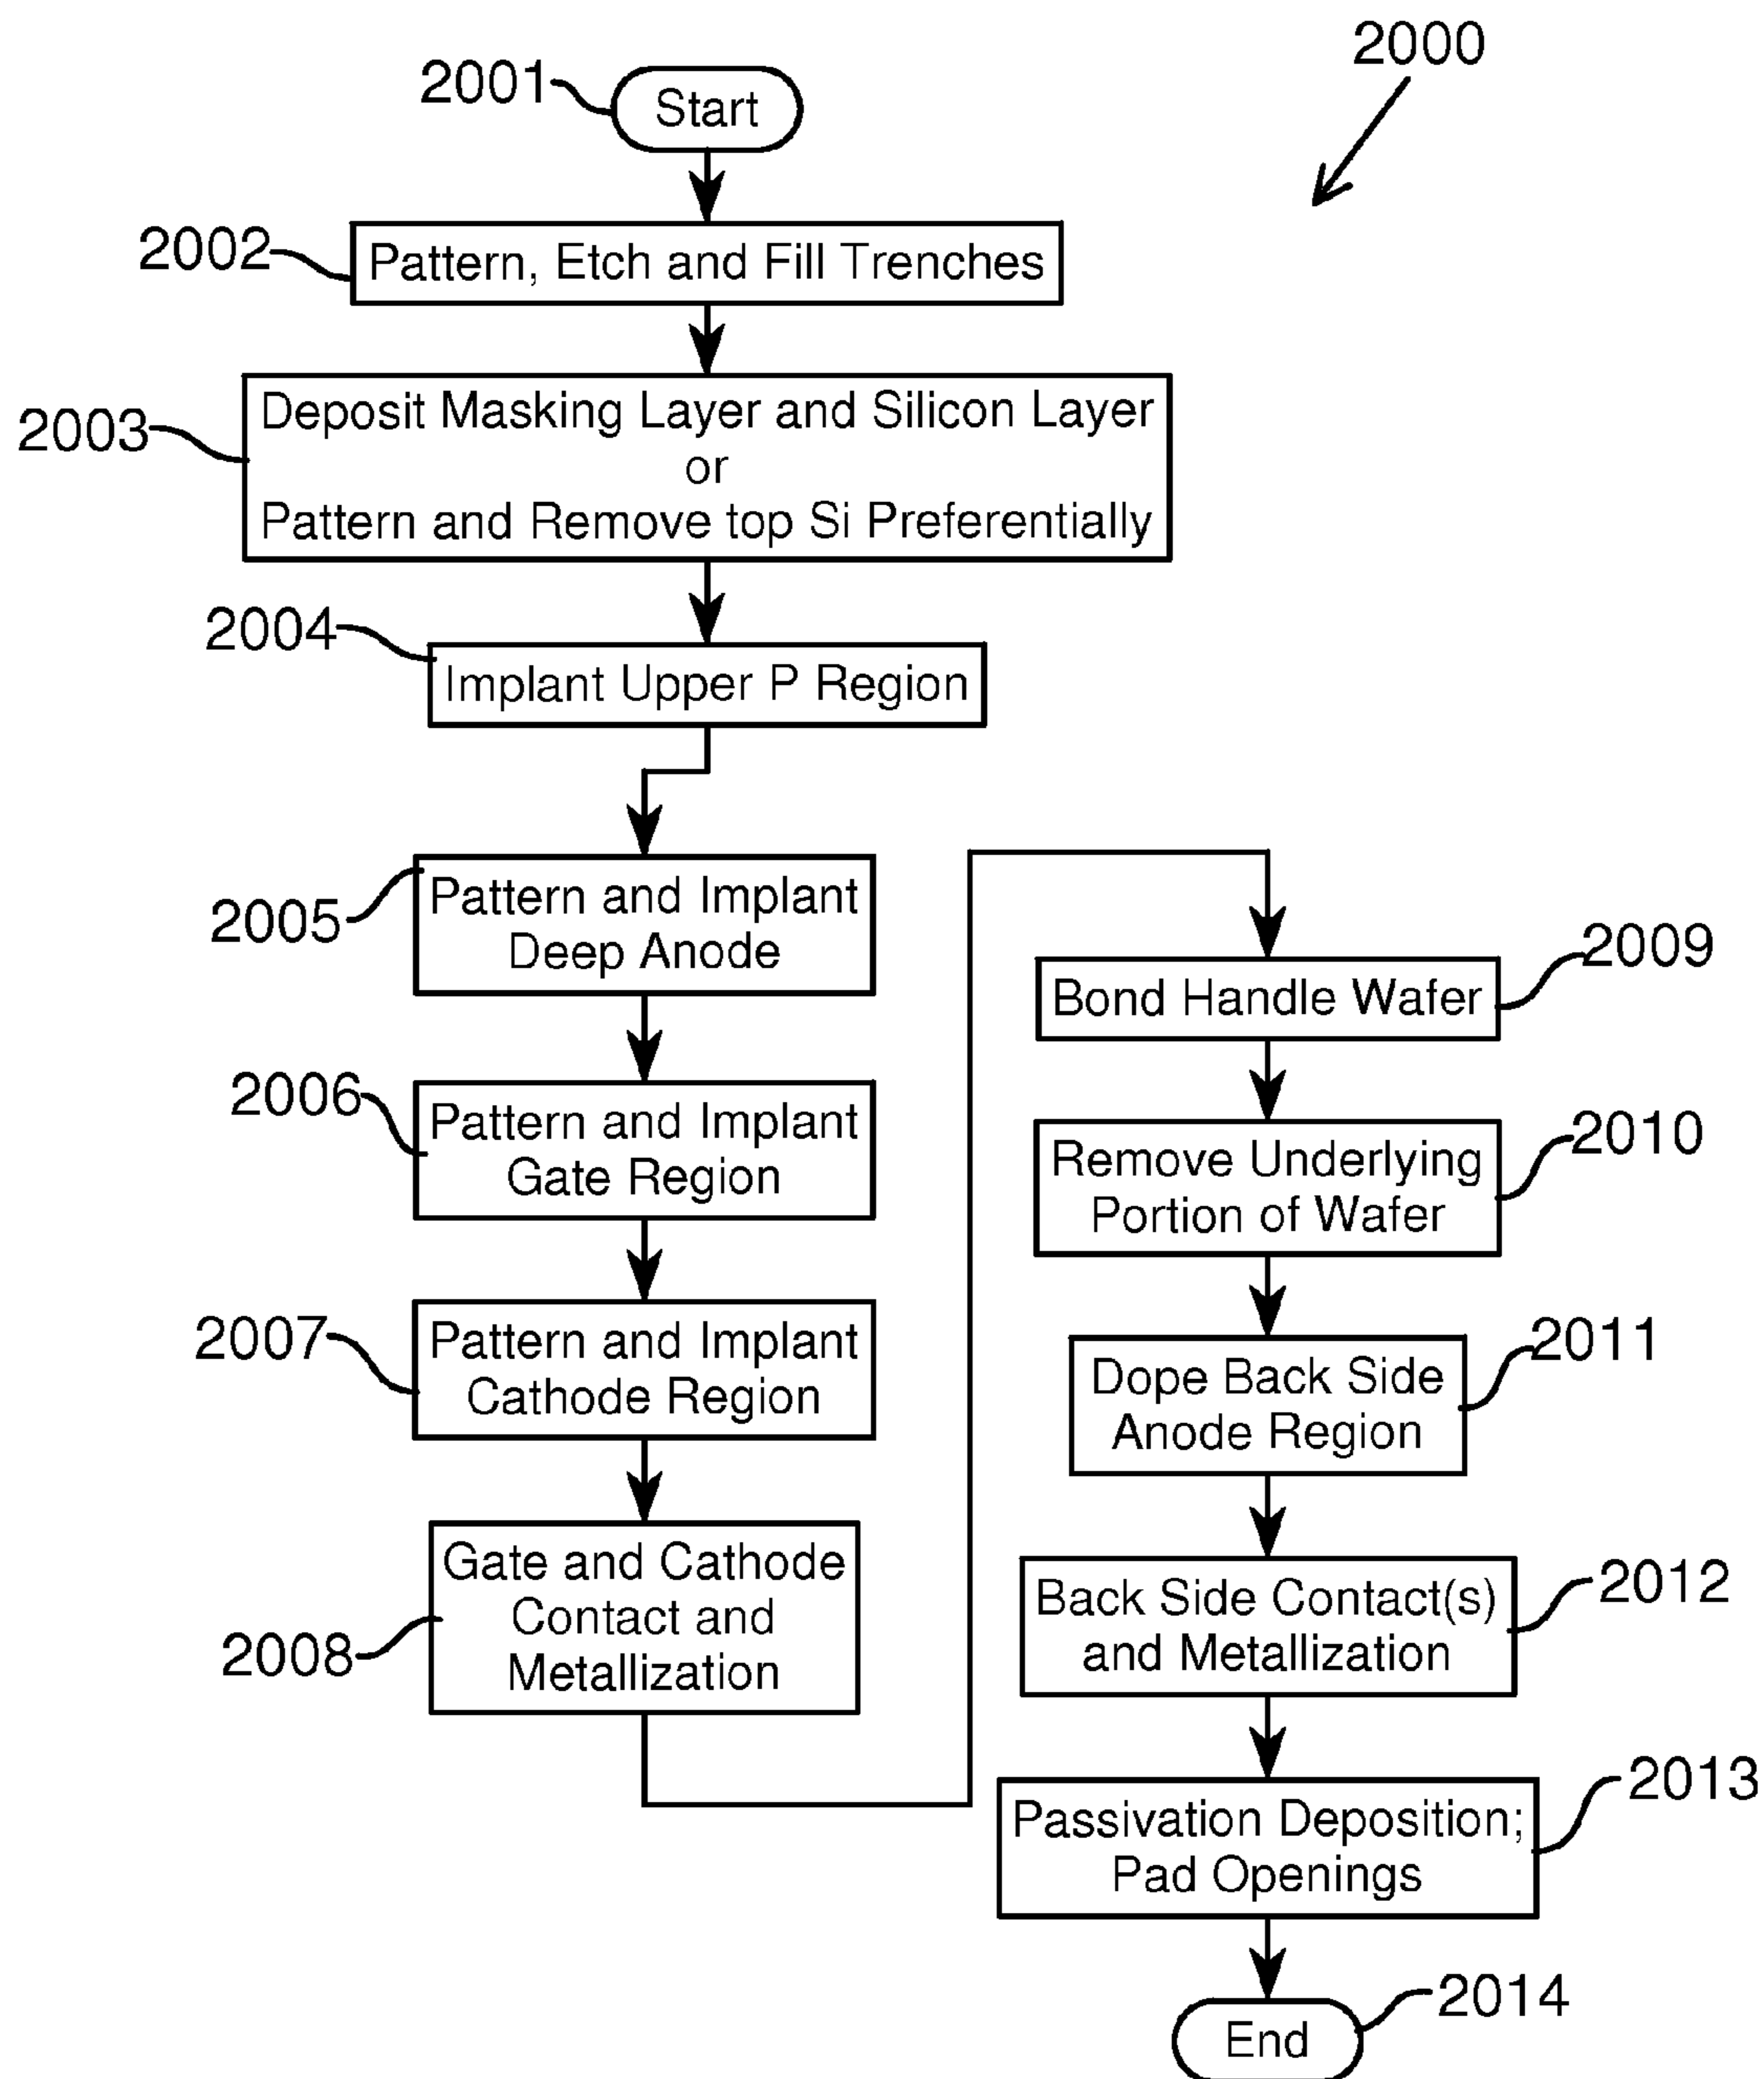 2000
2001
Start
2002
Pattern, Etch and Fill Trenches
2003
Deposit Masking Layer and Silicon Layer
or
Pattern and Remove top Si Preferentially
2004
Implant Upper P Region
2005
Pattern and Implant
Deep Anode
2006
Pattern and Implant
Gate Region
2007
Pattern and Implant
Cathode Region
2008
Gate and Cathode
Contact and
Metallization
2009
Bond Handle Wafer
2010
Remove Underlying
Portion of Wafer
2011
Dope Back Side
Anode Region
2012
Back Side Contact(s)
and Metallization
2013
Passivation Deposition;
Pad Openings
2014
End